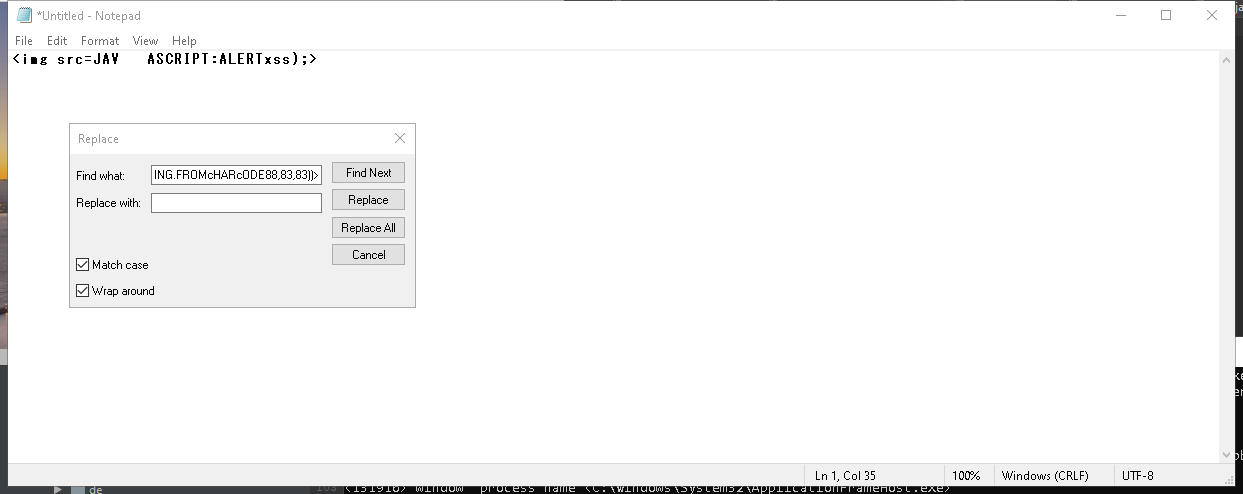 *Untitled - Notepad
File Edit Format View Help
<img src=JAV   ASCRIPT:ALERTxss);>
Replace
Find what: ING.FROMcHARcODE88,83,83))> Find Next
Replace with: Replace
Replace All
Cancel
Match case
Wrap around
Ln 1, Col 35 100% Windows (CRLF) UTF-8
de
(131916) window process name <C:\Windows\System32\ApplicationFrameHost.exe>